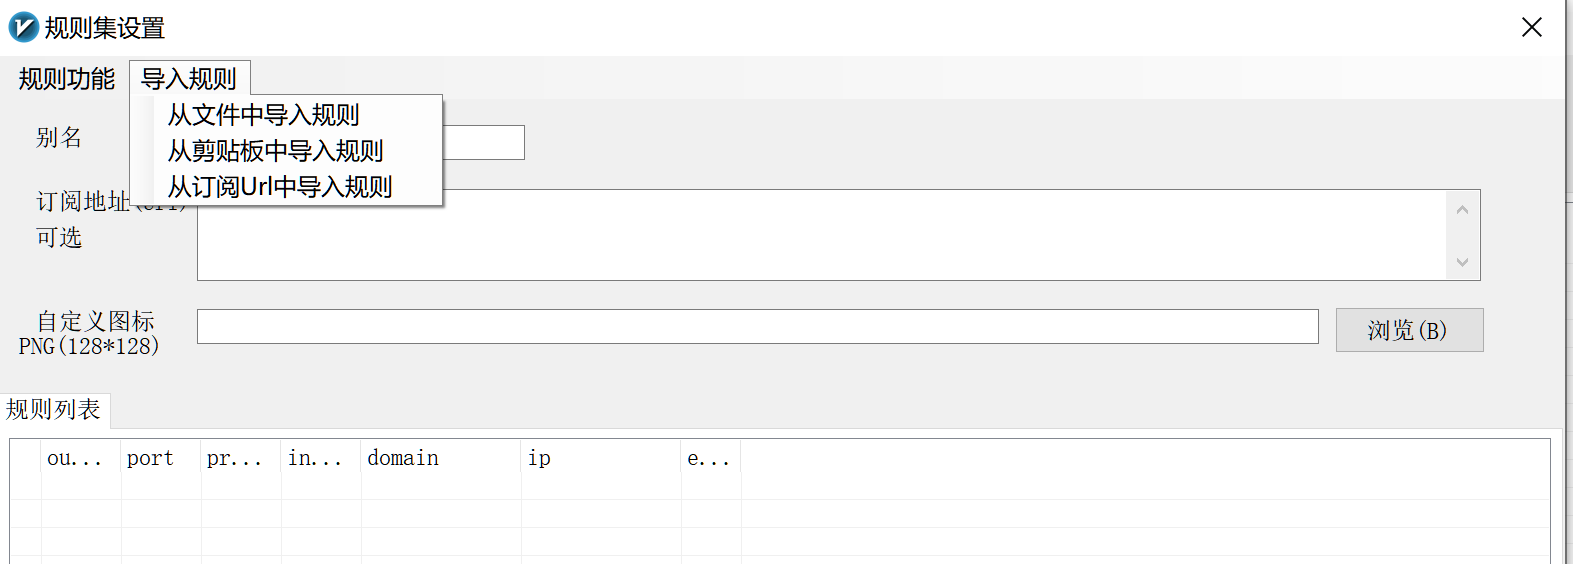 规则集设置
规则功能 导入规则
从文件中导入规则
从剪贴板中导入规则
从订阅Url中导入规则
别名
订阅地址
可选
自定义图标
PNG(128*128)
浏览(B)
规则列表
ou... port pr... in... domain ip e...